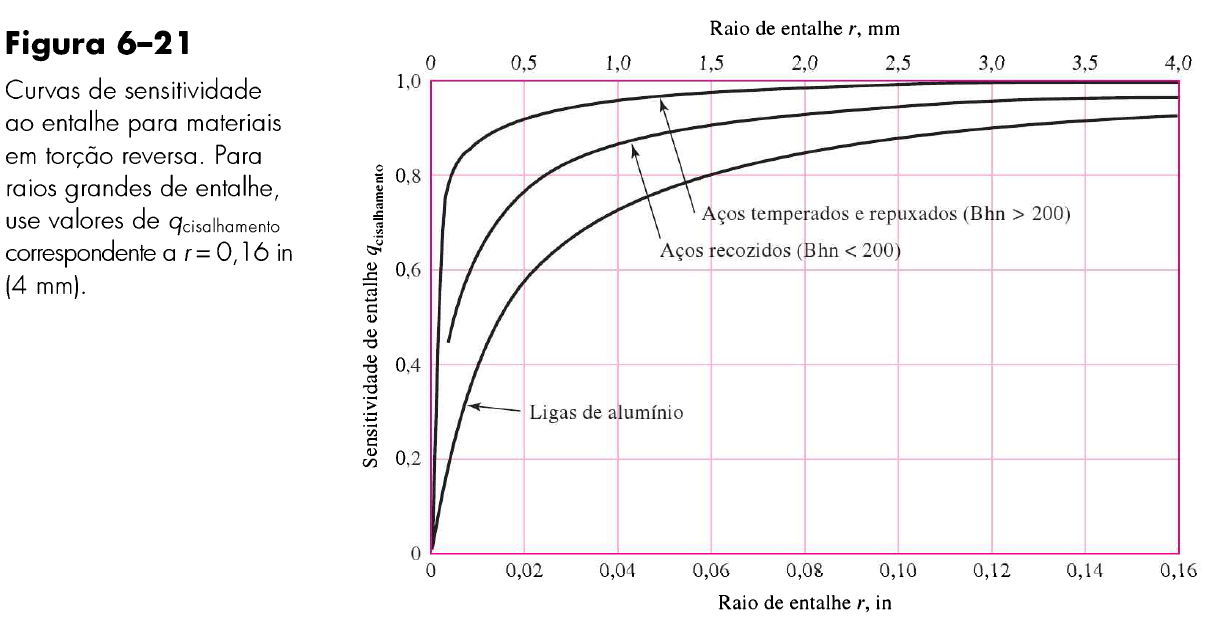 Figura 6–21
Curvas de sensitividade
ao entalhe para materiais
em torção reversa. Para
raios grandes de entalhe,
use valores de qcisalhamento
correspondente a r = 0,16 in
(4 mm).
Raio de entalhe r, mm
0 0,5 1,0 1,5 2,0 2,5 3,0 3,5 4,0
1,0
0,8
0,6
0,4
0,2
0
Sensitividade de entalhe qcisalhamento
Aços temperados e repuxados (Bhn > 200)
Aços recozidos (Bhn < 200)
Ligas de alumínio
0 0,02 0,04 0,06 0,08 0,10 0,12 0,14 0,16
Raio de entalhe r, in